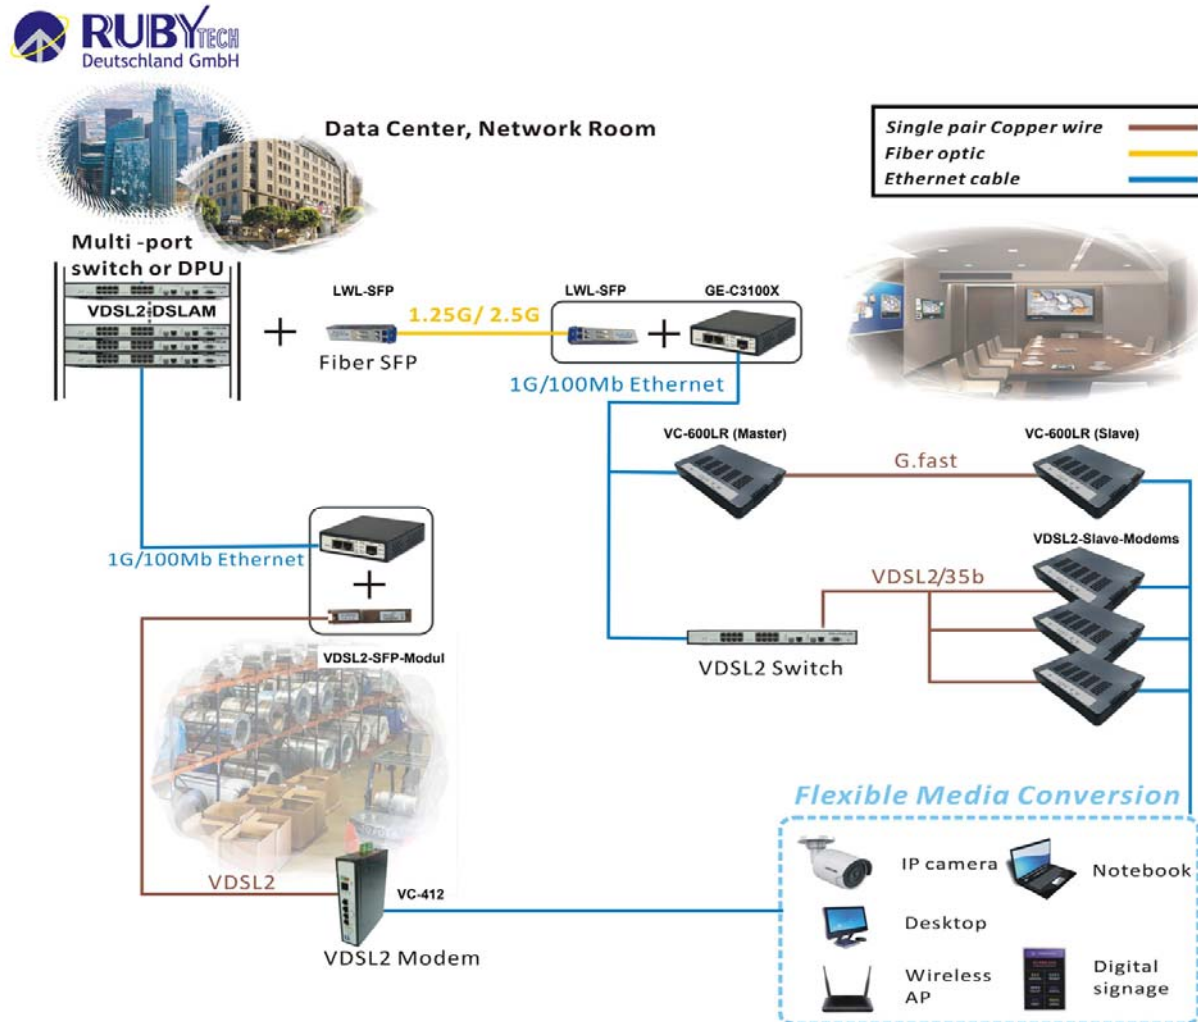 RUBYTECH
Deutschland GmbH
Data Center, Network Room
Single pair Copper wire
Fiber optic
Ethernet cable
Multi -port
switch or DPU
VDSL2 DSLAM
LWL-SFP
1.25G/ 2.5G
LWL-SFP
GE-C3100X
Fiber SFP
1G/100Mb Ethernet
VC-600LR (Master)
G.fast
VC-600LR (Slave)
1G/100Mb Ethernet
VDSL2-Slave-Modems
VDSL2/35b
VDSL2 Switch
VDSL2-SFP-Modul
VDSL2
VC-412
VDSL2 Modem
Flexible Media Conversion
IP camera
Notebook
Desktop
Wireless
AP
Digital
signage